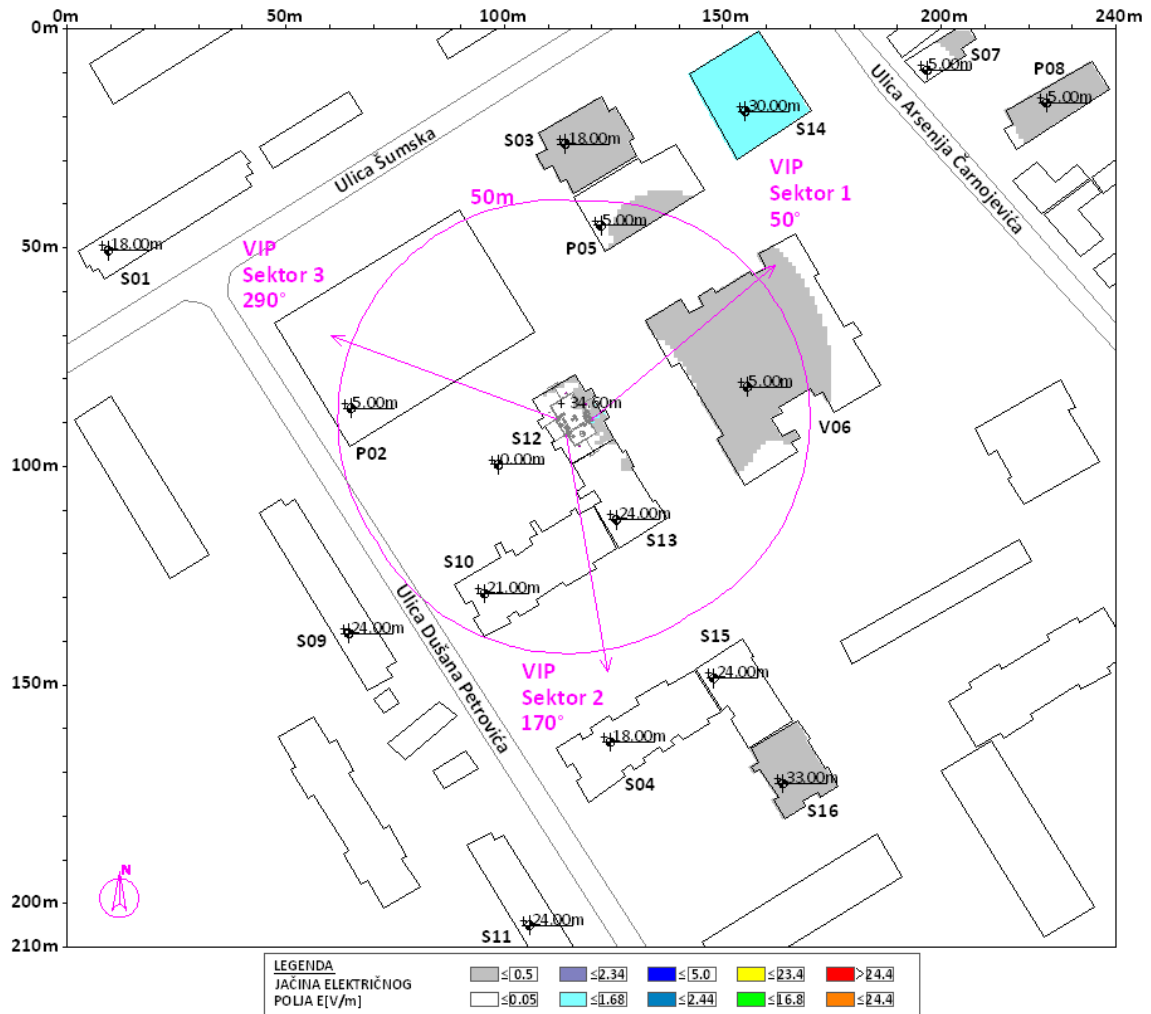 0m
50m
100m
150m
200m
240m
0m
50m
100m
150m
200m
210m
Ulica Šumska
Ulica Arsenija Čarnojevića
Ulica Dušana Petrovića
S07
+5.00m
P08
+5.00m
+30.00m
S14
S03
+18.00m
VIP
Sektor 1
50°
50m
+5.00m
P05
+18.00m
S01
VIP
Sektor 3
290°
+5.00m
V06
+5.00m
P02
+ 34.60m
S12
+0.00m
+24.00m
S13
S10
+21.00m
S09
+24.00m
VIP
Sektor 2
170°
S15
+24.00m
+18.00m
S04
+33.00m
S16
N
S11
+24.00m
LEGENDA
JAČINA ELEKTRIČNOG
POLJA E[V/m]
≤ 0.5
≤2.34
≤ 5.0
≤23.4
>24.4
≤0.05
≤1.68
≤2.44
≤16.8
≤24.4